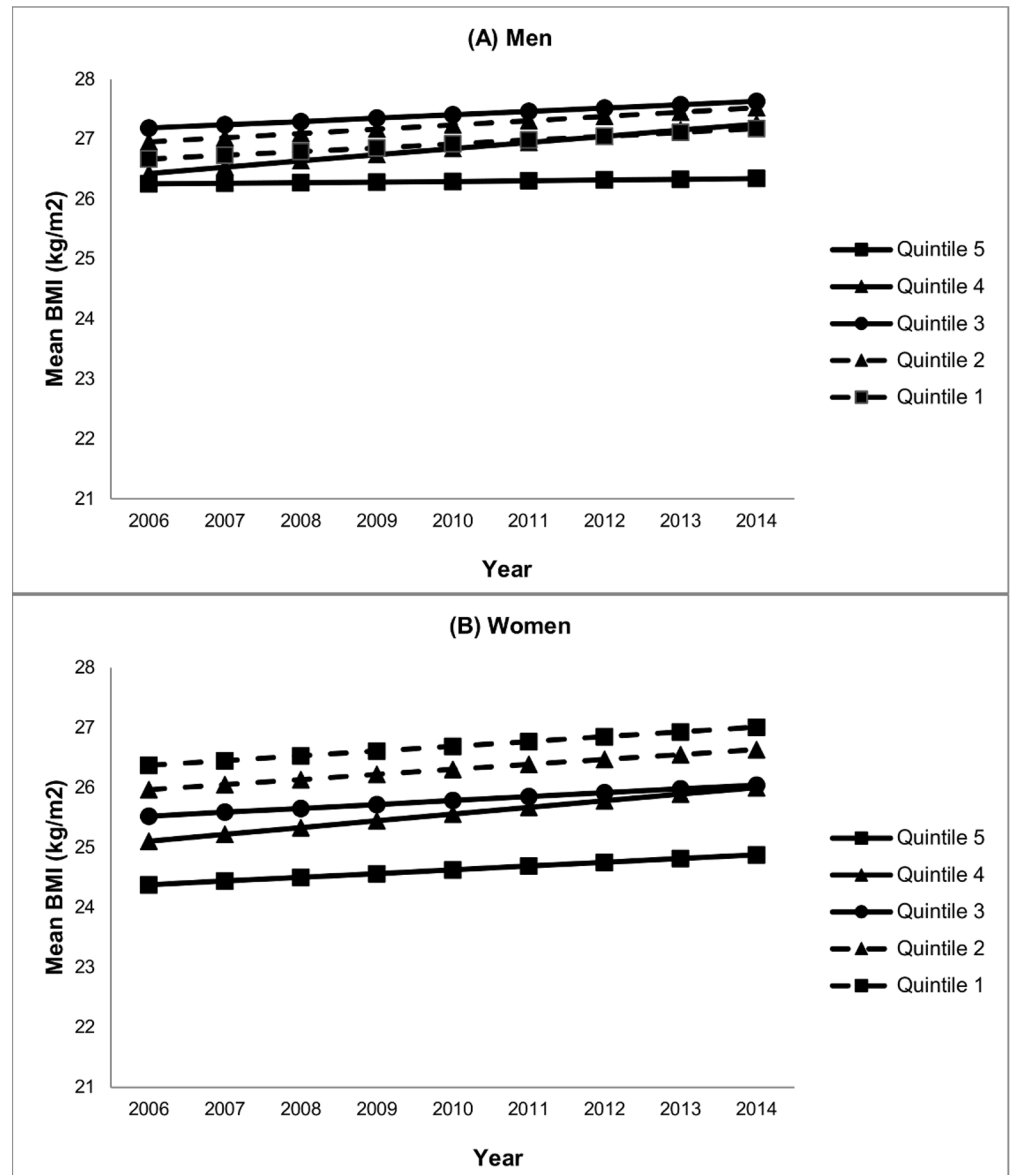 (A) Men
Mean BMI (kg/m2)
28
27
26
25
24
23
22
21
2006 2007 2008 2009 2010 2011 2012 2013 2014
Year
Quintile 5
Quintile 4
Quintile 3
Quintile 2
Quintile 1
(B) Women
Mean BMI (kg/m2)
28
27
26
25
24
23
22
21
2006 2007 2008 2009 2010 2011 2012 2013 2014
Year
Quintile 5
Quintile 4
Quintile 3
Quintile 2
Quintile 1